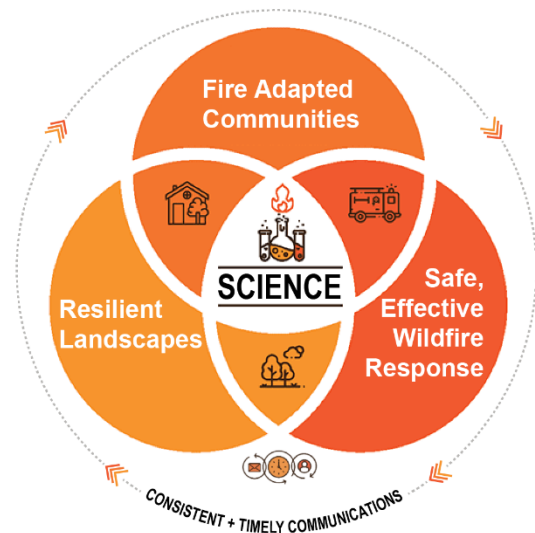 Fire Adapted
Communities
SCIENCE
Resilient
Landscapes
Safe,
Effective
Wildfire
Response
CONSISTENT + TIMELY COMMUNICATIONS